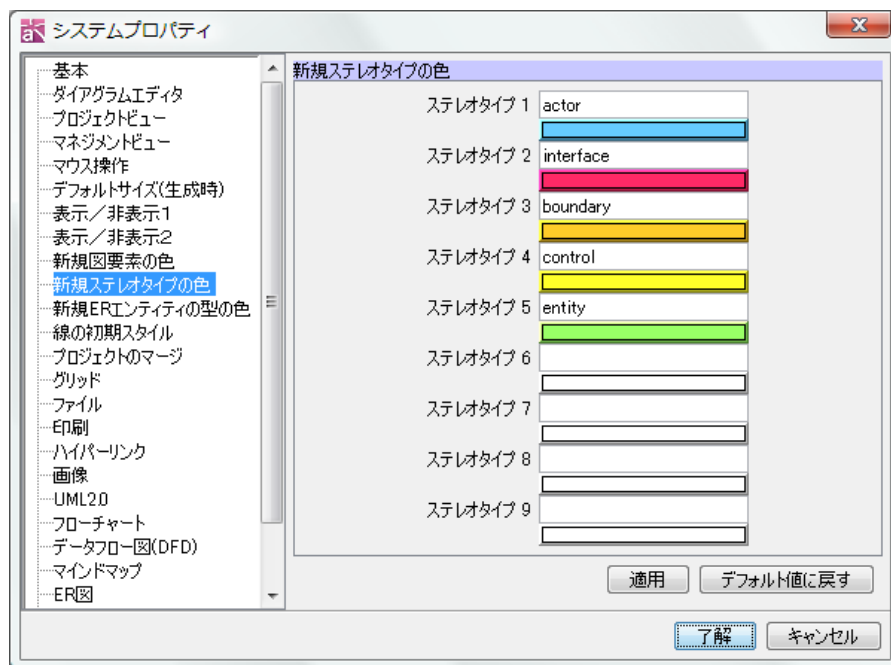 システムプロパティ
基本
ダイアグラムエディタ
プロジェクトビュー
マネジメントビュー
マウス操作
デフォルトサイズ(生成時)
表示／非表示1
表示／非表示2
新規図要素の色
新規ステレオタイプの色
新規ERエンティティの型の色
線の初期スタイル
プロジェクトのマージ
グリッド
ファイル
印刷
ハイパーリンク
画像
UML2.0
フローチャート
データフロー図(DFD)
マインドマップ
ER図
新規ステレオタイプの色
ステレオタイプ 1 actor
ステレオタイプ 2 interface
ステレオタイプ 3 boundary
ステレオタイプ 4 control
ステレオタイプ 5 entity
ステレオタイプ 6
ステレオタイプ 7
ステレオタイプ 8
ステレオタイプ 9
適用 デフォルト値に戻す
了解 キャンセル